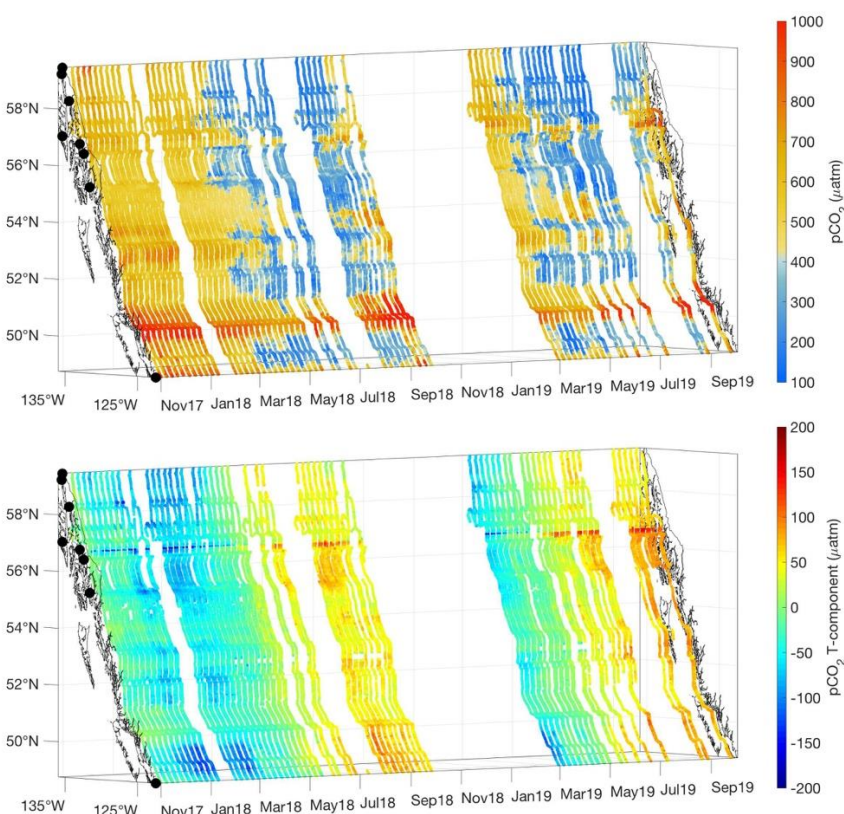 1000
58°N
900
800
56°N
700
600
54°N
500
pCO2 (μatm)
400
52°N
300
50°N
200
100
135°W 125°W Nov17 Jan18 Mar18 May18 Jul18 Sep18 Nov18 Jan19 Mar19 May19 Jul19 Sep19
200
58°N
150
100
56°N
50
54°N
0
pCO2 T-component (μatm)
52°N
-50
-100
50°N
-150
-200
135°W 125°W Nov17 Jan18 Mar18 May18 Jul18 Sep18 Nov18 Jan19 Mar19 May19 Jul19 Sep19